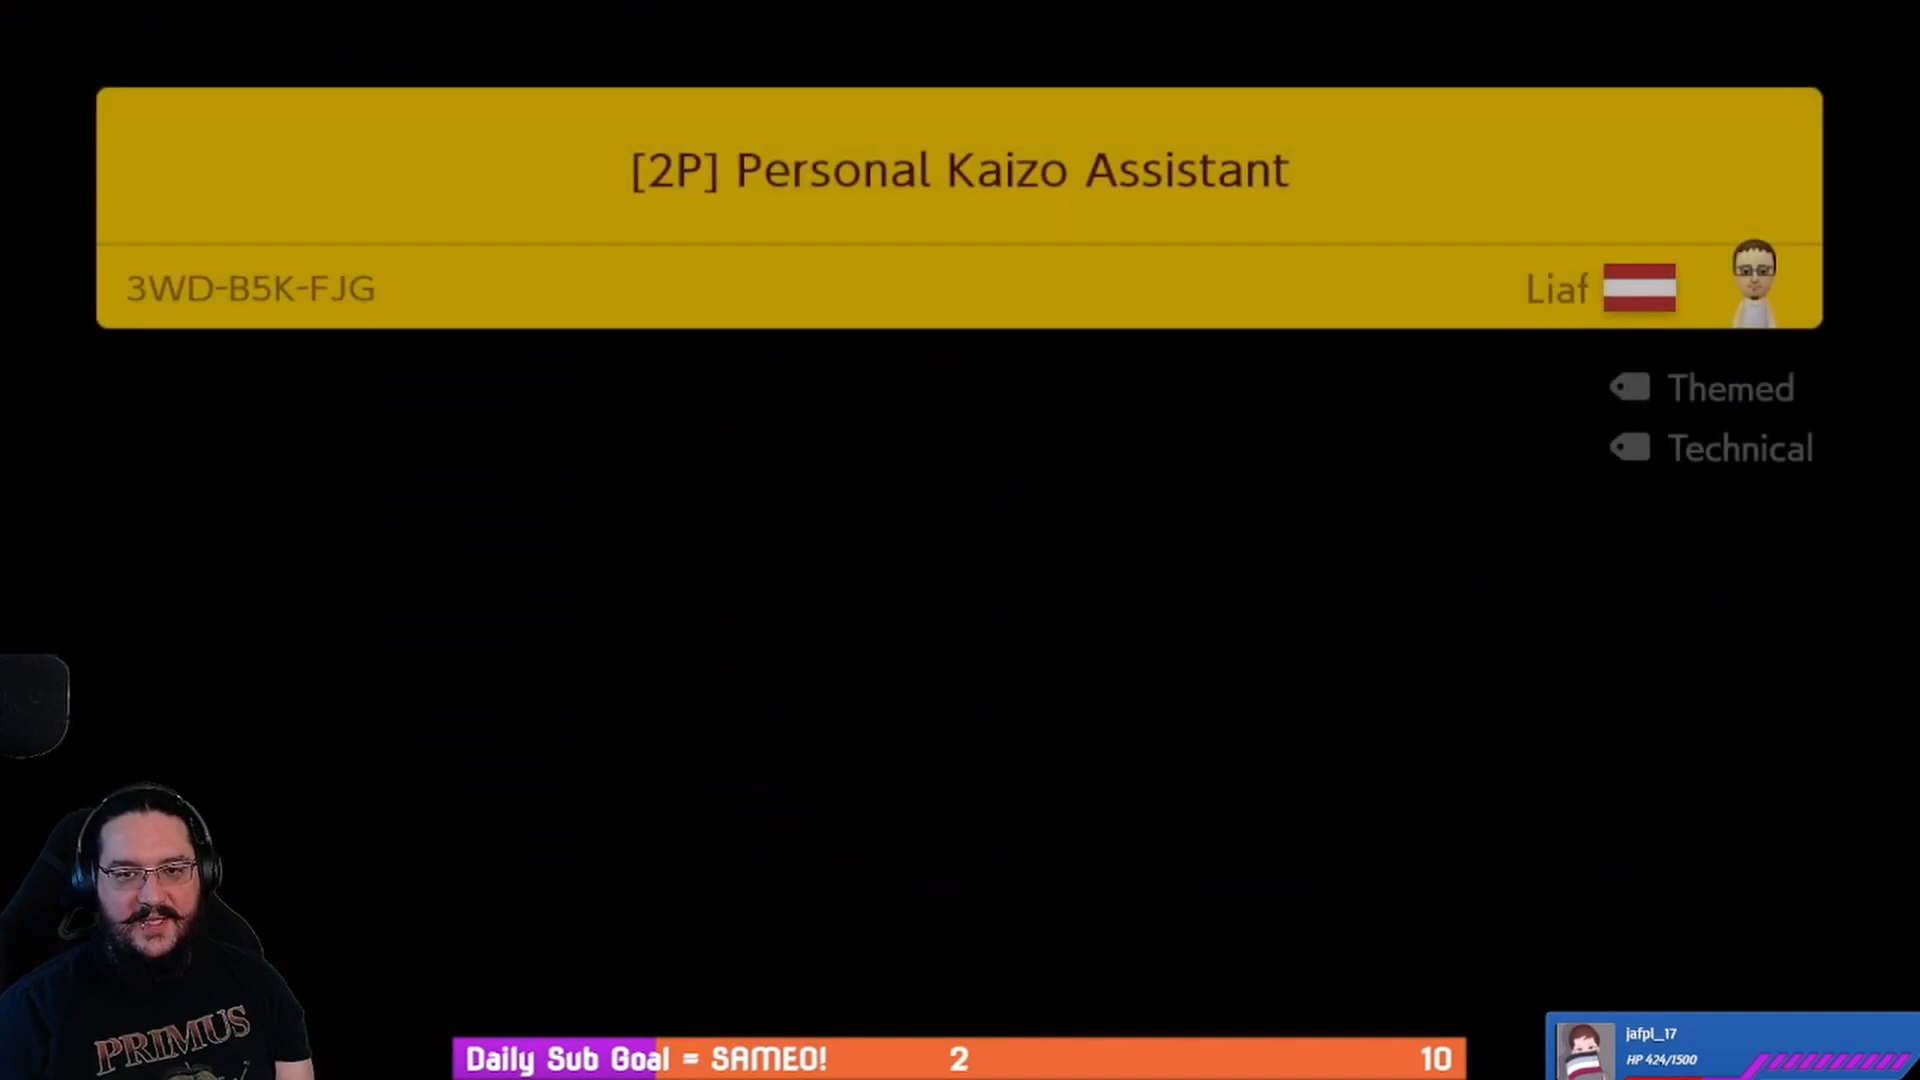 [2P] Personal Kaizo Assistant
3WD-B5K-FJG
Liaf
Themed
Technical
PRIMUS
Daily Sub Goal = SAMEO! 2 10
jafpl_17
HP 424/1500